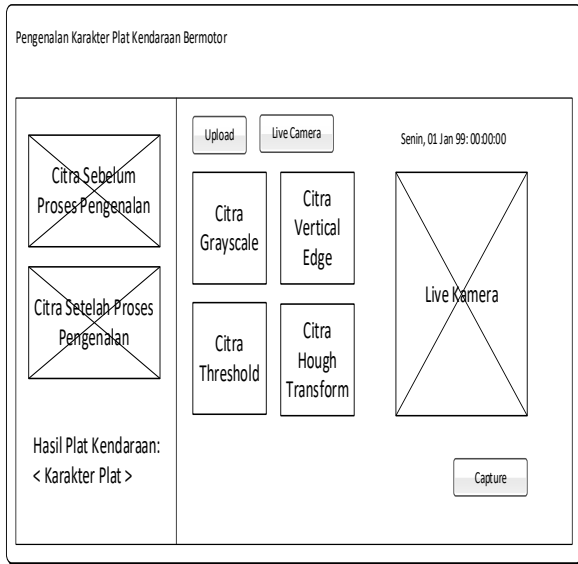 Pengenalan Karakter Plat Kendaraan Bermotor
Citra Sebelum
Proses Pengenalan
Citra Setelah Proses
Pengenalan
Hasil Plat Kendaraan:
< Karakter Plat >
Upload
Live Camera
Senin, 01 Jan 99: 00:00:00
Citra
Grayscale
Citra
Vertical
Edge
Citra
Threshold
Citra
Hough
Transform
Live Kamera
Capture